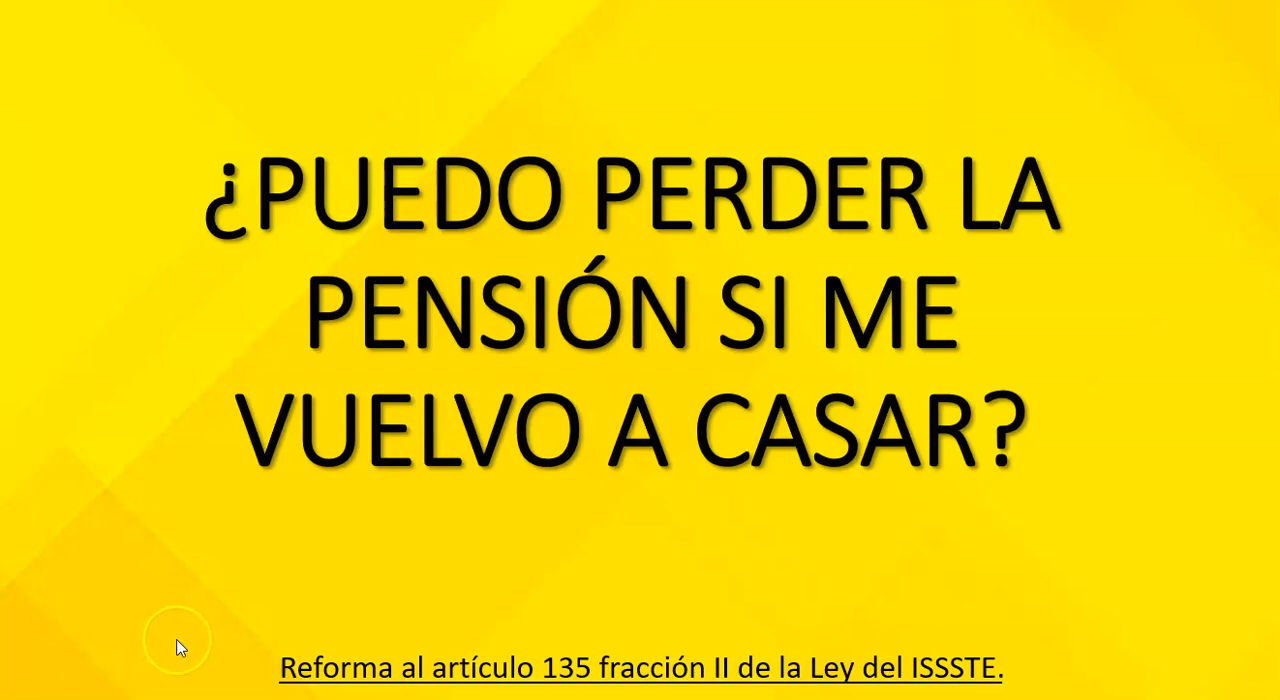 ¿PUEDO PERDER LA
PENSIÓN SI ME
VUELVO A CASAR?
Reforma al artículo 135 fracción II de la Ley del ISSSTE.